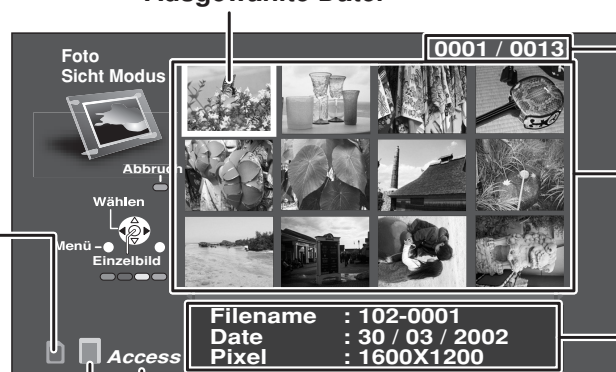 Ausgewählte Datei
0001 / 0013
Foto
Sicht Modus
Abbruch
Wählen
Menü
Einzelbild
Filename : 102-0001
Date : 30 / 03 / 2002
Pixel : 1600X1200
Access